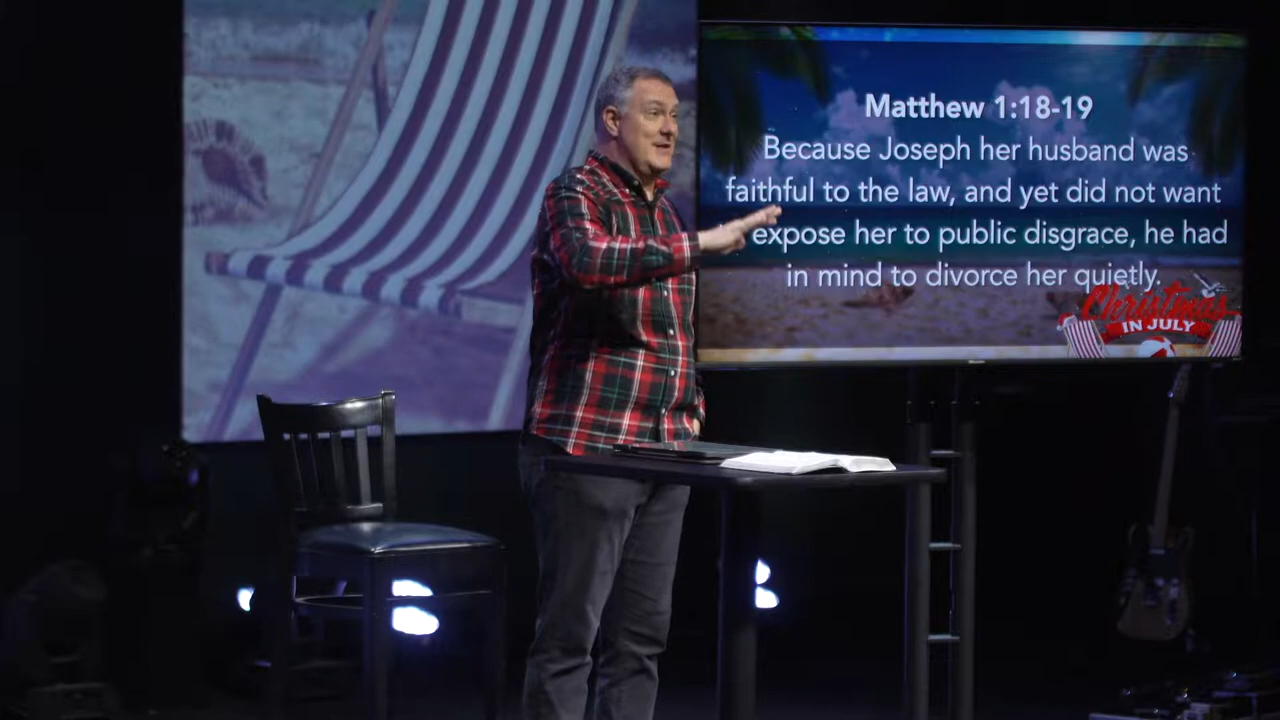 Matthew 1:18-19
Because Joseph her husband was
faithful to the law, and yet did not want
expose her to public disgrace, he had
in mind to divorce her quietly.
Christmas
IN JULY